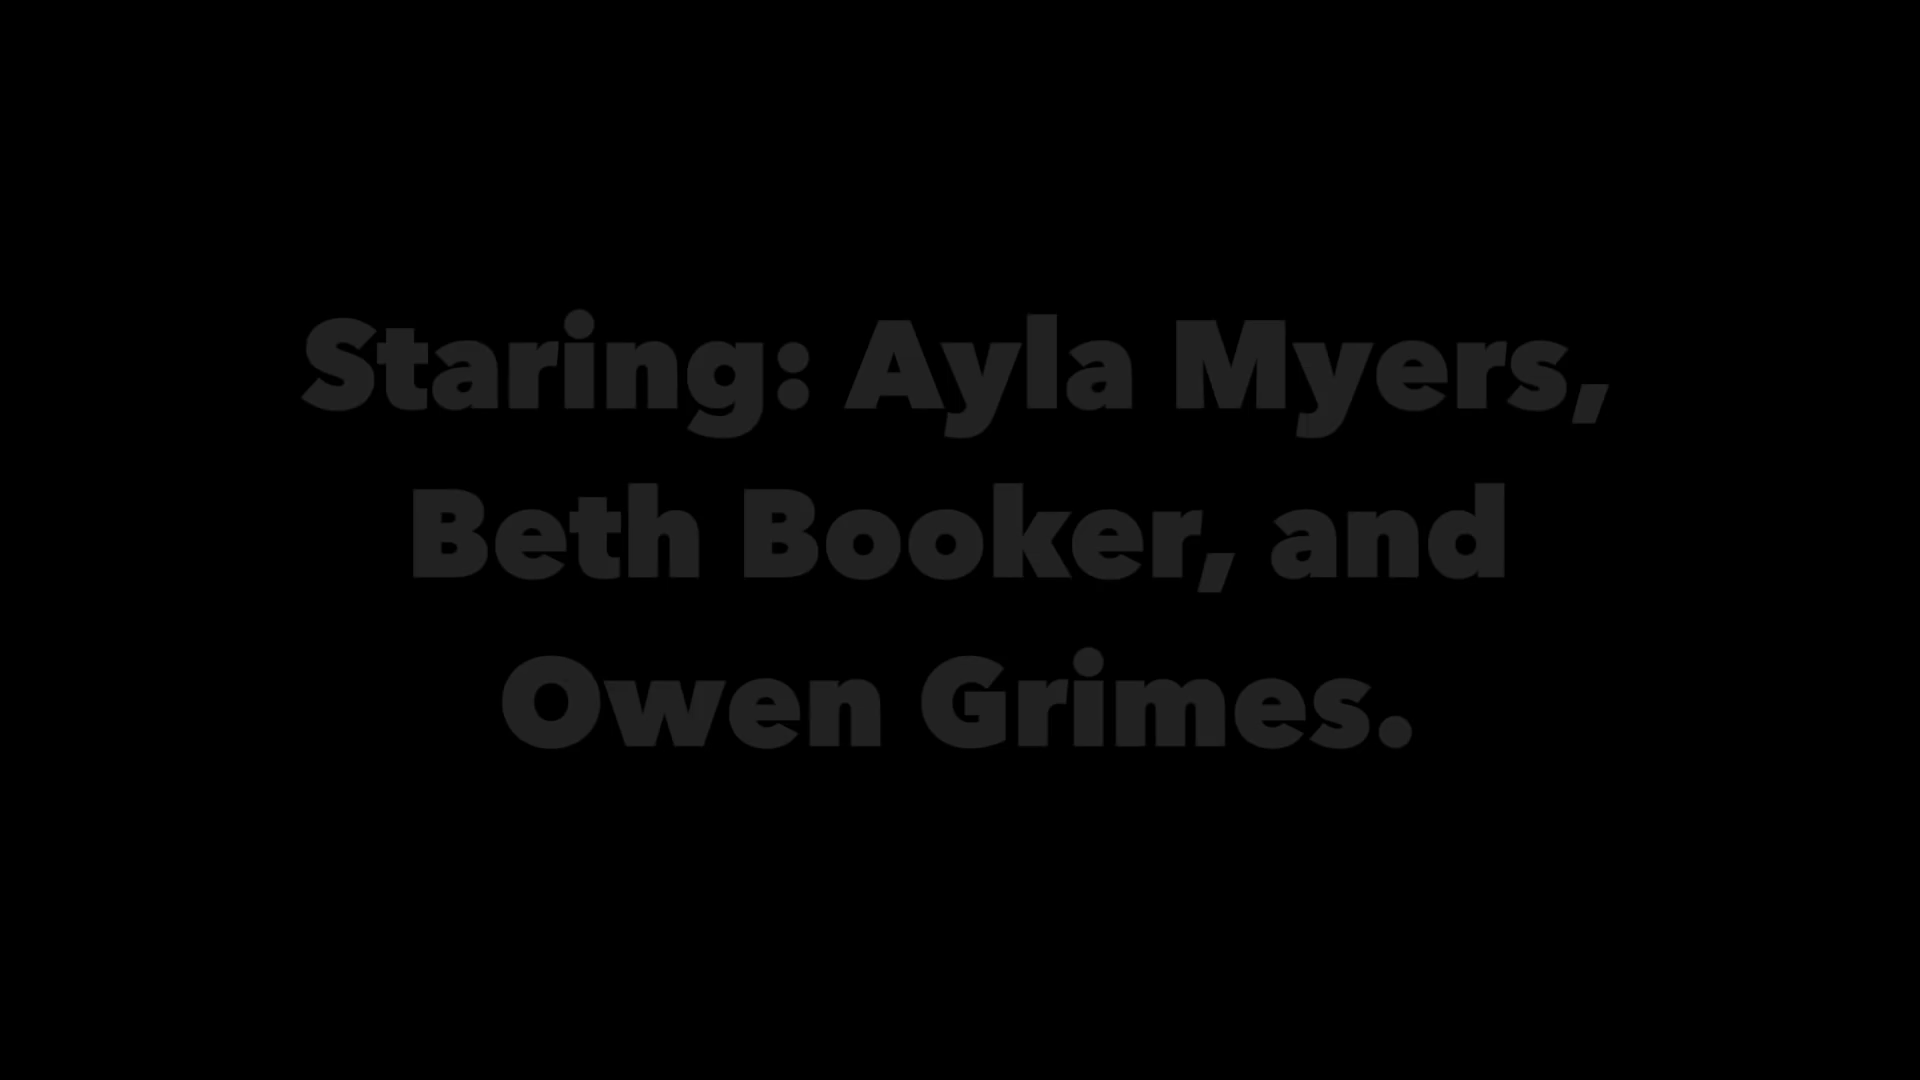 Staring: Ayla Myers,
Beth Booker, and
Owen Grimes.